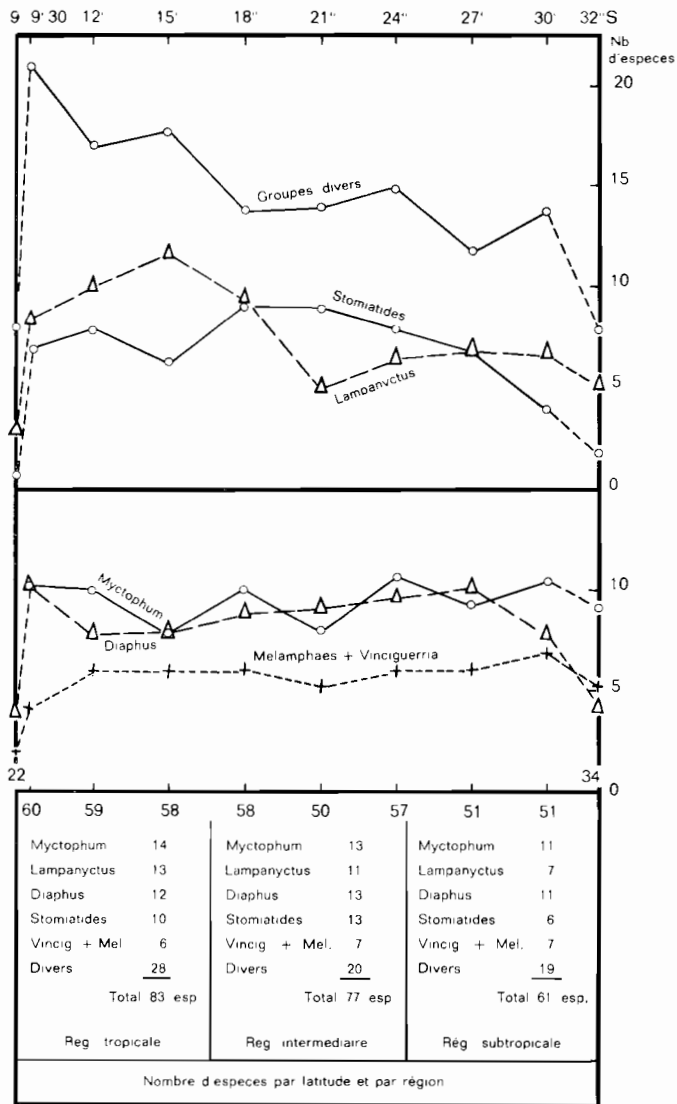 9 9' 30 12' 15' 18'' 21'' 24'' 27' 30' 32''S
Nb
d'especes
20
15
10
5
0
Groupes divers
Stomiatides
Lampanyctus
Myctophum
Diaphus
Melamphaes + Vinciguerria
10
5
0
22 34
60 59 58 58 50 57 51 51
Myctophum 14
Lampanyctus 13
Diaphus 12
Stomiatides 10
Vincig + Mel 6
Divers 28
Total 83 esp
Reg tropicale
Myctophum 13
Lampanyctus 11
Diaphus 13
Stomiatides 13
Vincig + Mel. 7
Divers 20
Total 77 esp
Reg intermediaire
Myctophum 11
Lampanyctus 7
Diaphus 11
Stomiatides 6
Vincig + Mel. 7
Divers 19
Total 61 esp.
Rég subtropicale
Nombre d especes par latitude et par région